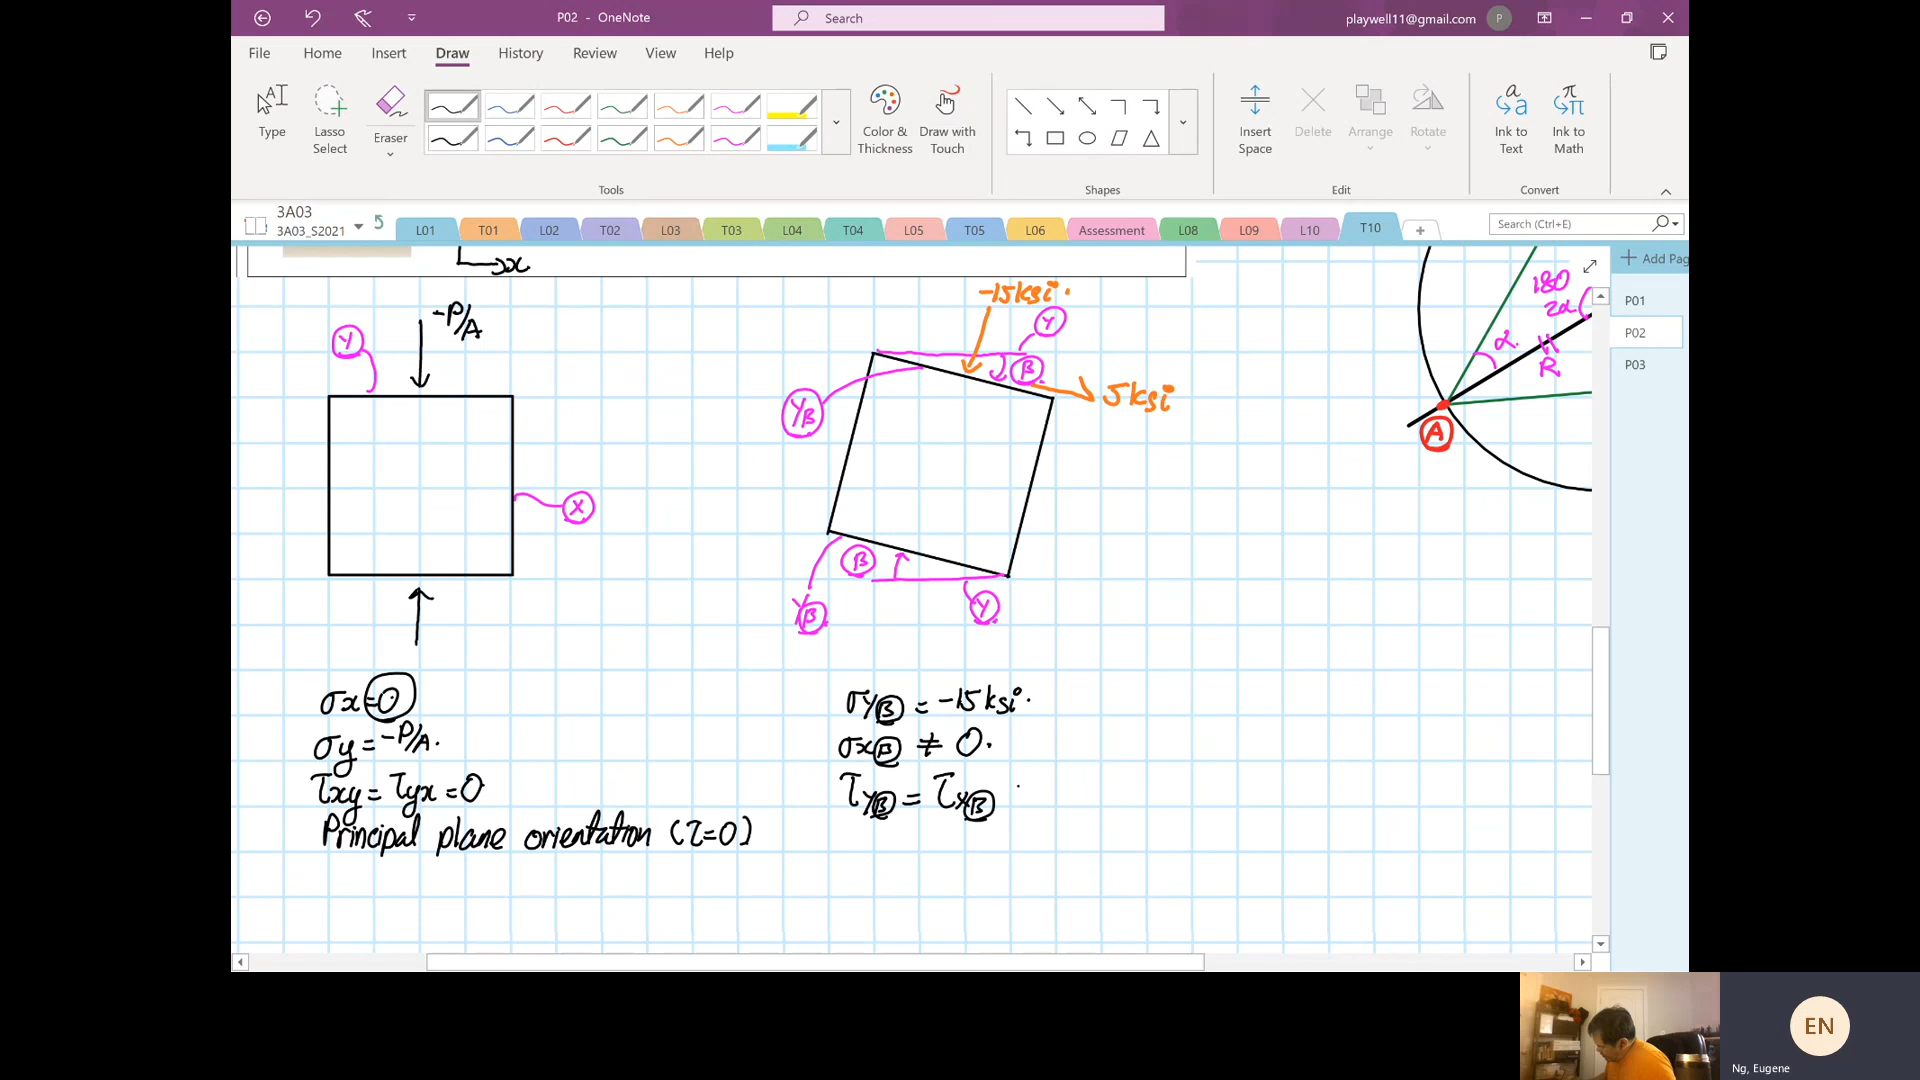 P02 - OneNote
Search
playwell11@gmail.com
P
File Home Insert Draw History Review View Help
Type
Lasso Select
Eraser
Color & Thickness
Draw with Touch
Insert Space
Delete
Arrange
Rotate
Ink to Text
Ink to Math
Tools
Shapes
Edit
Convert
3A03
3A03_S2021
L01 T01 L02 T02 L03 T03 L04 T04 L05 T05 L06 Assessment L08 L09 L10 T10
Search (Ctrl+E)
Add Pag
P01
P02
P03
x
-P/A
Y
X
-15ksi.
Y
β
5ksi
Yβ
β
Yβ
Y
180
2α
α
R
A
σx=0
σy=-P/A.
τxy=τyx=0
Principal plane orientation (τ=0)
σyβ = -15ksi.
σxβ ≠ 0.
τyβ = τxβ
EN
Ng, Eugene